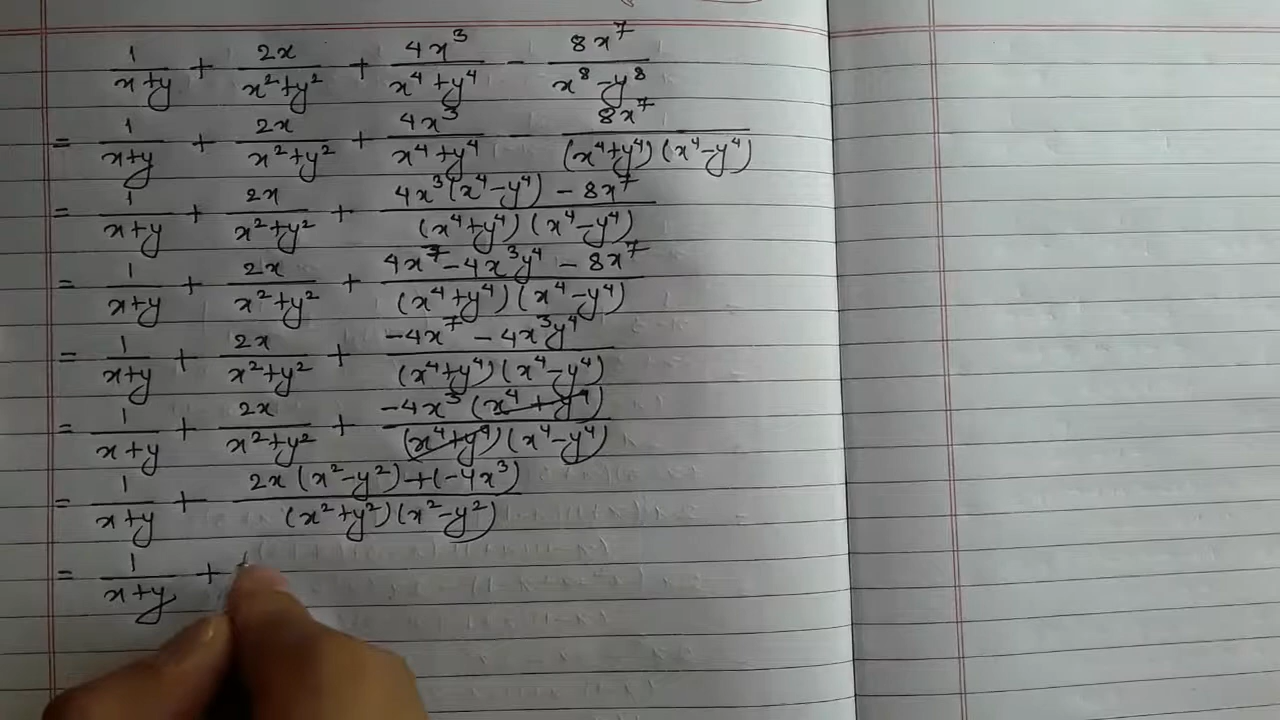 1/(x+y) + 2x/(x²+y²) + 4x³/(x⁴+y⁴) - 8x⁷/(x⁸-y⁸)
= 1/(x+y) + 2x/(x²+y²) + 4x³/(x⁴+y⁴) - 8x⁷/((x⁴+y⁴)(x⁴-y⁴))
= 1/(x+y) + 2x/(x²+y²) + (4x³(x⁴-y⁴) - 8x⁷)/((x⁴+y⁴)(x⁴-y⁴))
= 1/(x+y) + 2x/(x²+y²) + (4x⁷-4x³y⁴ - 8x⁷)/((x⁴+y⁴)(x⁴-y⁴))
= 1/(x+y) + 2x/(x²+y²) + (-4x⁷ - 4x³y⁴)/((x⁴+y⁴)(x⁴-y⁴))
= 1/(x+y) + 2x/(x²+y²) + (-4x³(x⁴+y⁴))/((x⁴+y⁴)(x⁴-y⁴))
= 1/(x+y) + (2x(x²-y²)+(-4x³))/((x²+y²)(x²-y²))
= 1/(x+y) +